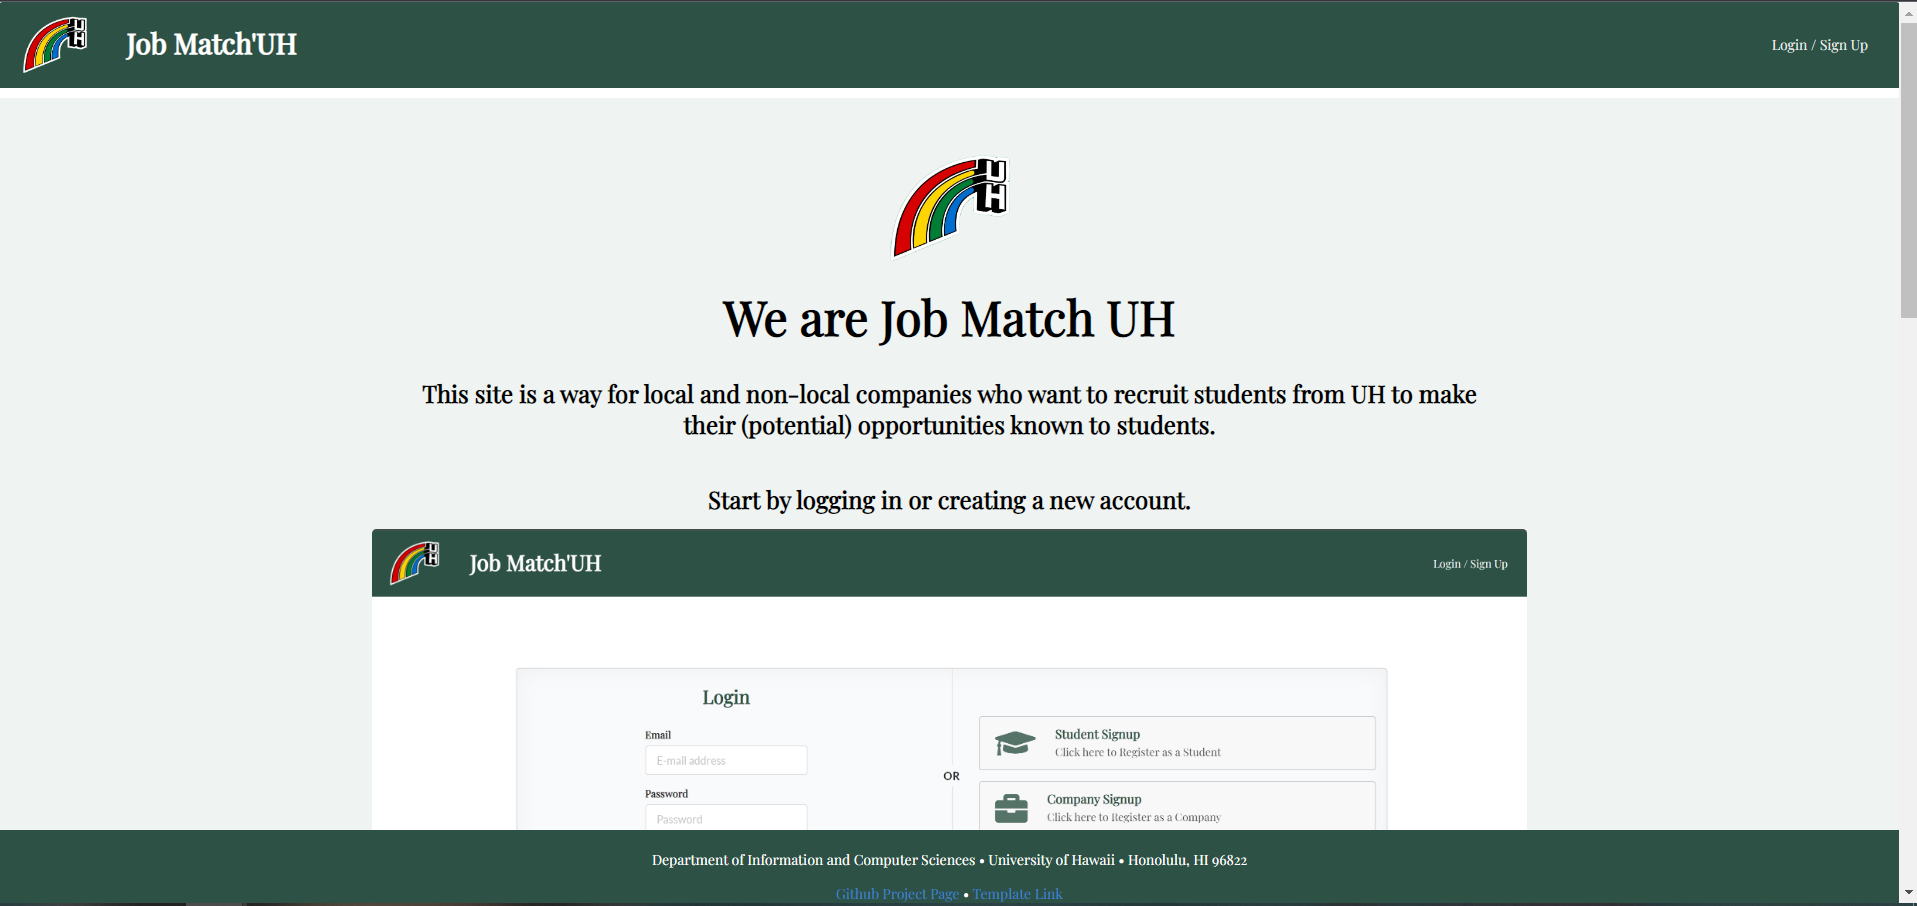 UH
Job Match'UH
Login / Sign Up
UH
We are Job Match UH
This site is a way for local and non-local companies who want to recruit students from UH to make
their (potential) opportunities known to students.
Start by logging in or creating a new account.
UH
Job Match'UH
Login / Sign Up
Login
Email
E-mail address
Password
Password
OR
Student Signup
Click here to Register as a Student
Company Signup
Click here to Register as a Company
Department of Information and Computer Sciences • University of Hawaii • Honolulu, HI 96822
Github Project Page • Template Link